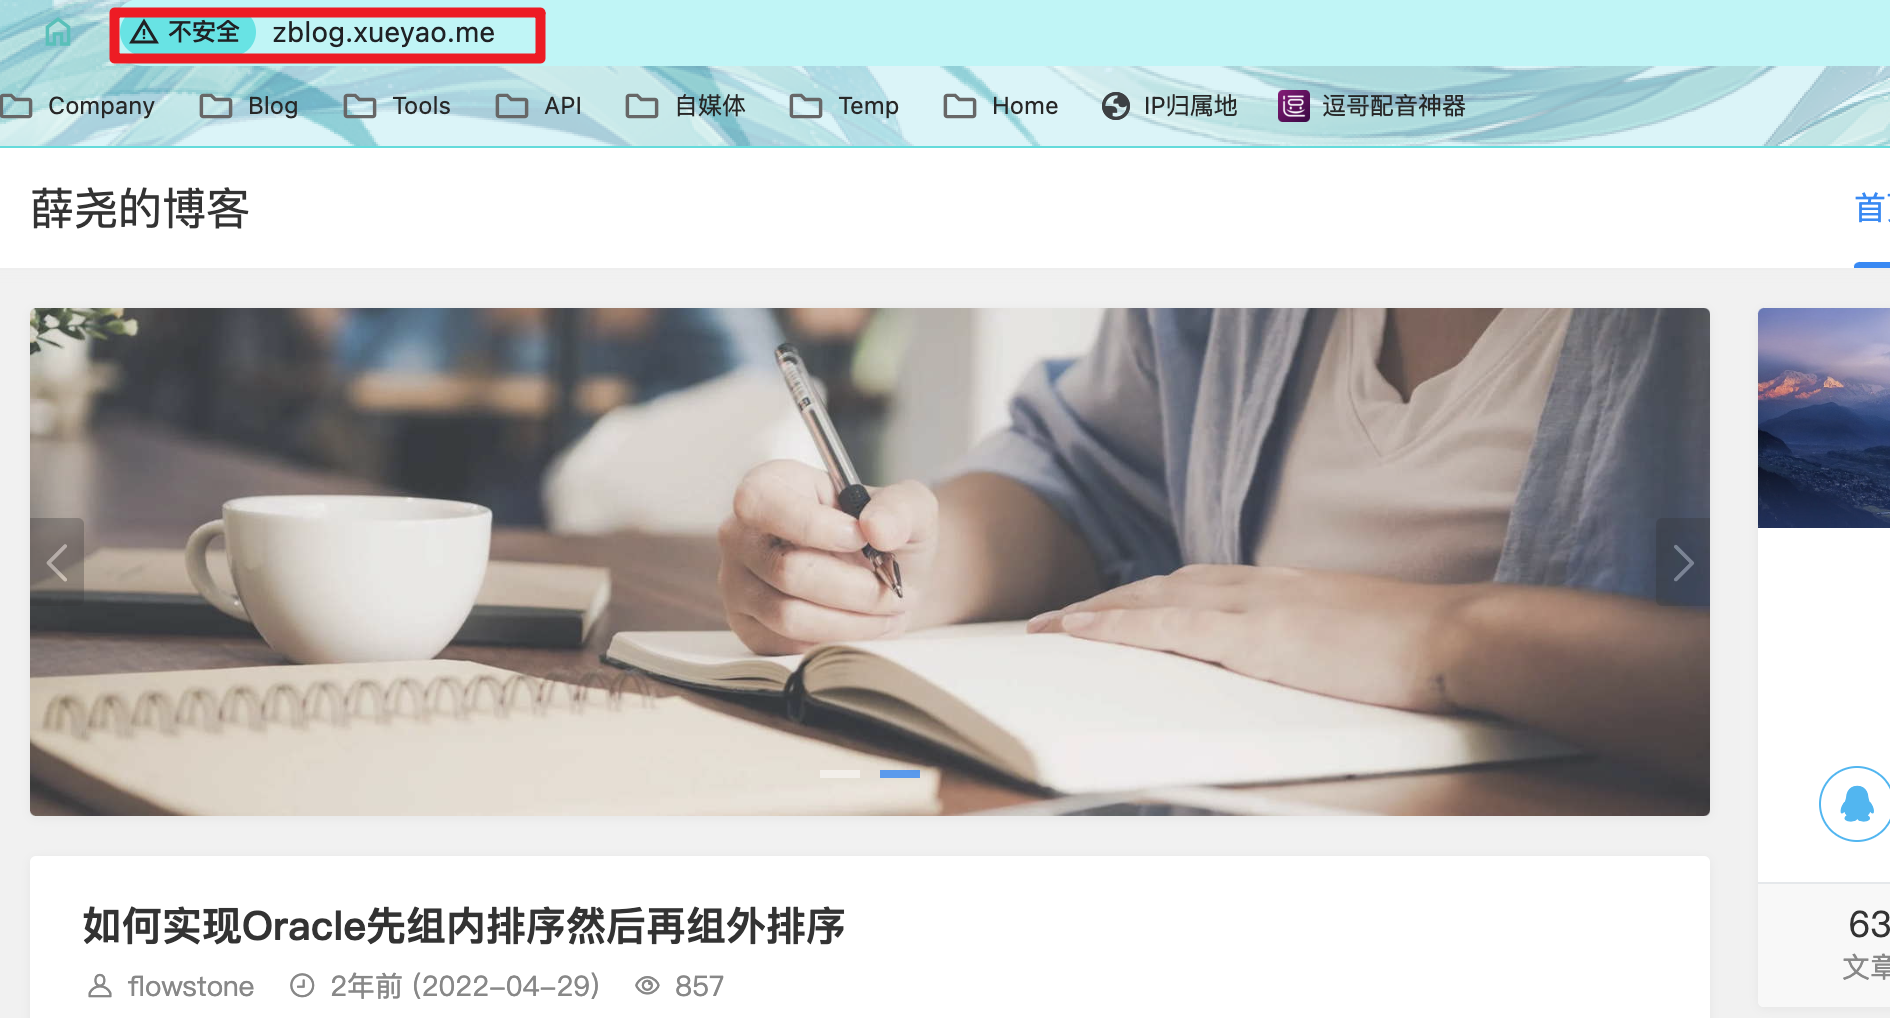 不安全 zblog.xueyao.me
Company Blog Tools API 自媒体 Temp Home IP归属地 逗哥配音神器
薛尧的博客
首
如何实现Oracle先组内排序然后再组外排序
flowstone 2年前 (2022-04-29) 857
63
文章